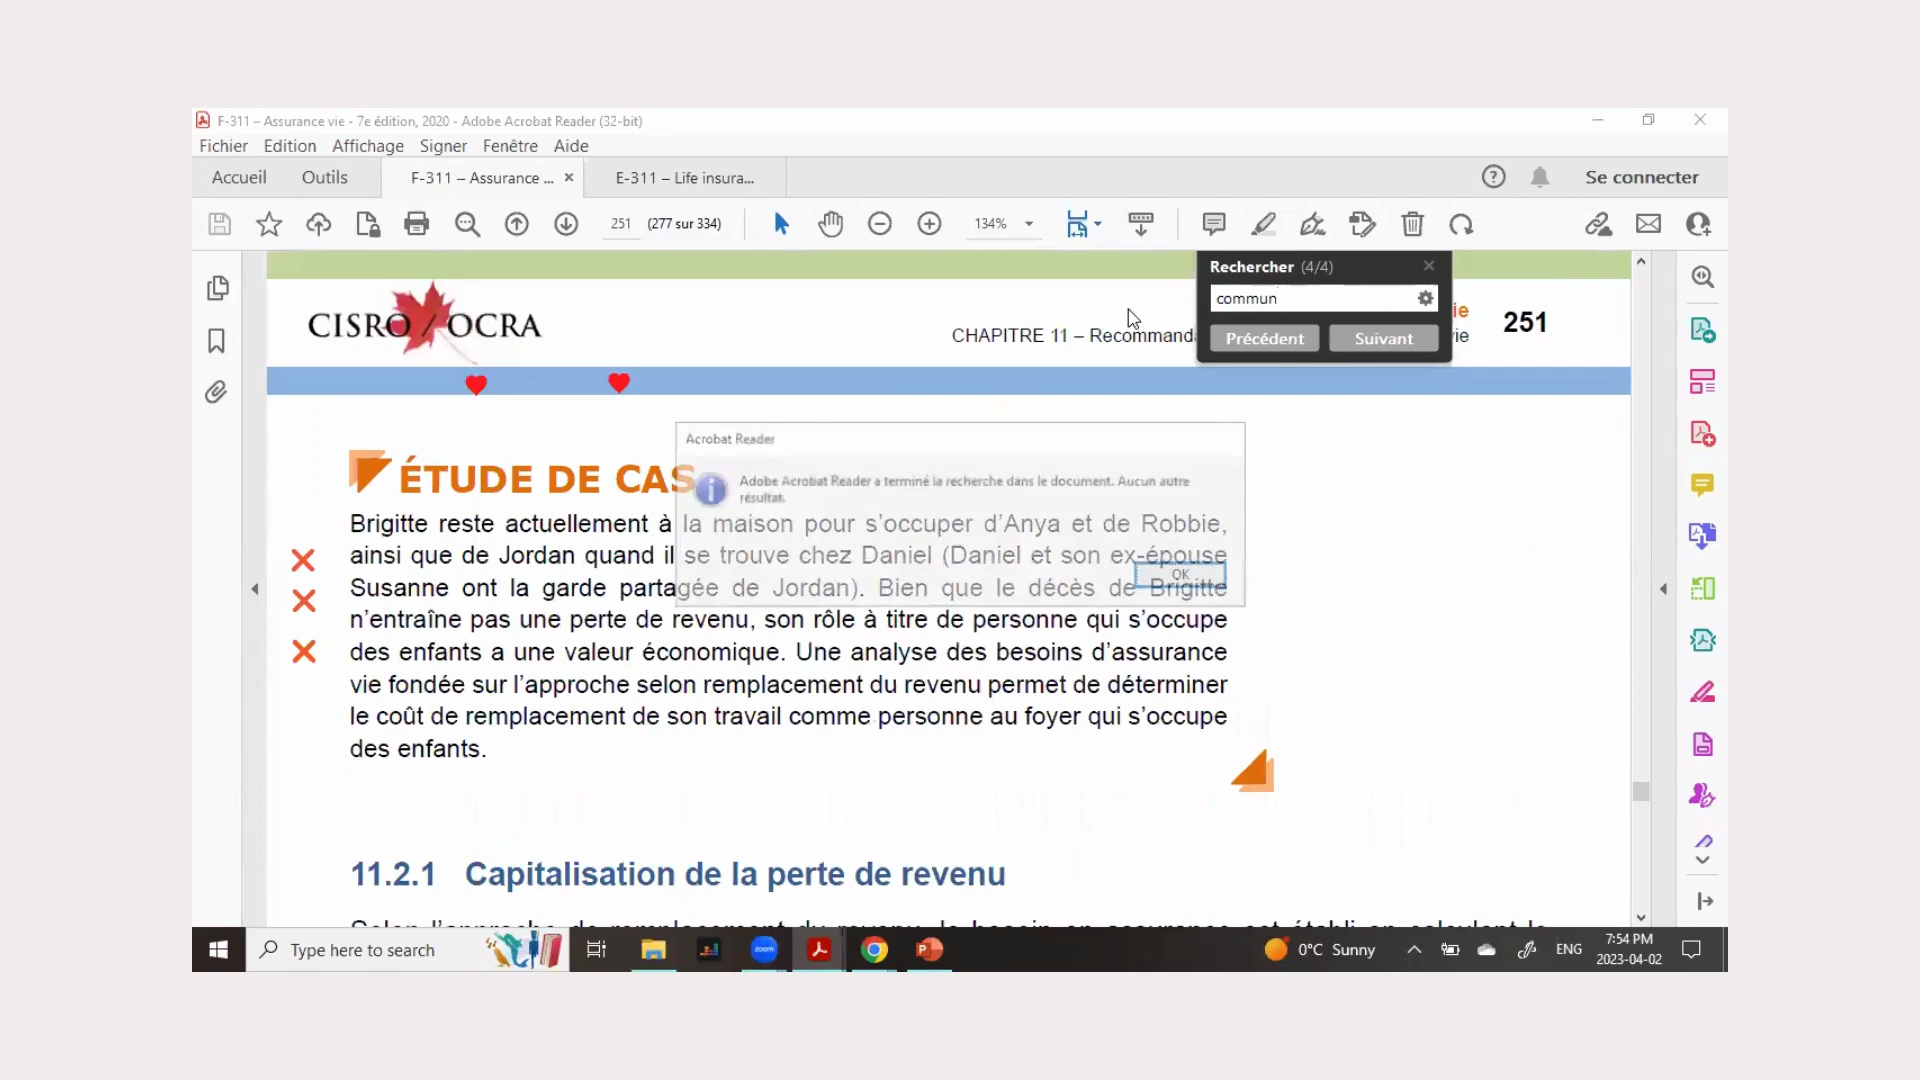 F-311 – Assurance vie - 7e édition, 2020 - Adobe Acrobat Reader (32-bit)
Fichier Edition Affichage Signer Fenêtre Aide
Accueil Outils F-311 – Assurance ... E-311 – Life insura... Se connecter
251 (277 sur 334) 134%
Rechercher (4/4)
commun
Précédent Suivant
CISRO / OCRA
ie
251
CHAPITRE 11 – Recommanda
vie
Acrobat Reader
Adobe Acrobat Reader a terminé la recherche dans le document. Aucun autre
résultat.
OK
ÉTUDE DE CAS
Brigitte reste actuellement à la maison pour s’occuper d’Anya et de Robbie,
ainsi que de Jordan quand il se trouve chez Daniel (Daniel et son ex-épouse
Susanne ont la garde partagée de Jordan). Bien que le décès de Brigitte
n’entraîne pas une perte de revenu, son rôle à titre de personne qui s’occupe
des enfants a une valeur économique. Une analyse des besoins d’assurance
vie fondée sur l’approche selon remplacement du revenu permet de déterminer
le coût de remplacement de son travail comme personne au foyer qui s’occupe
des enfants.
11.2.1 Capitalisation de la perte de revenu
Type here to search
zoom
0°C Sunny
ENG
7:54 PM
2023-04-02